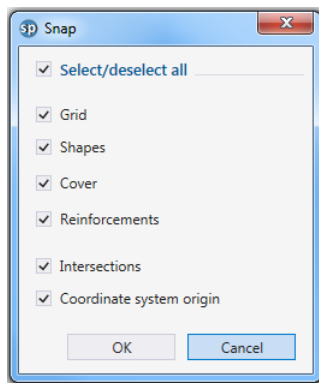 sp Snap
Select/deselect all
Grid
Shapes
Cover
Reinforcements
Intersections
Coordinate system origin
OK Cancel